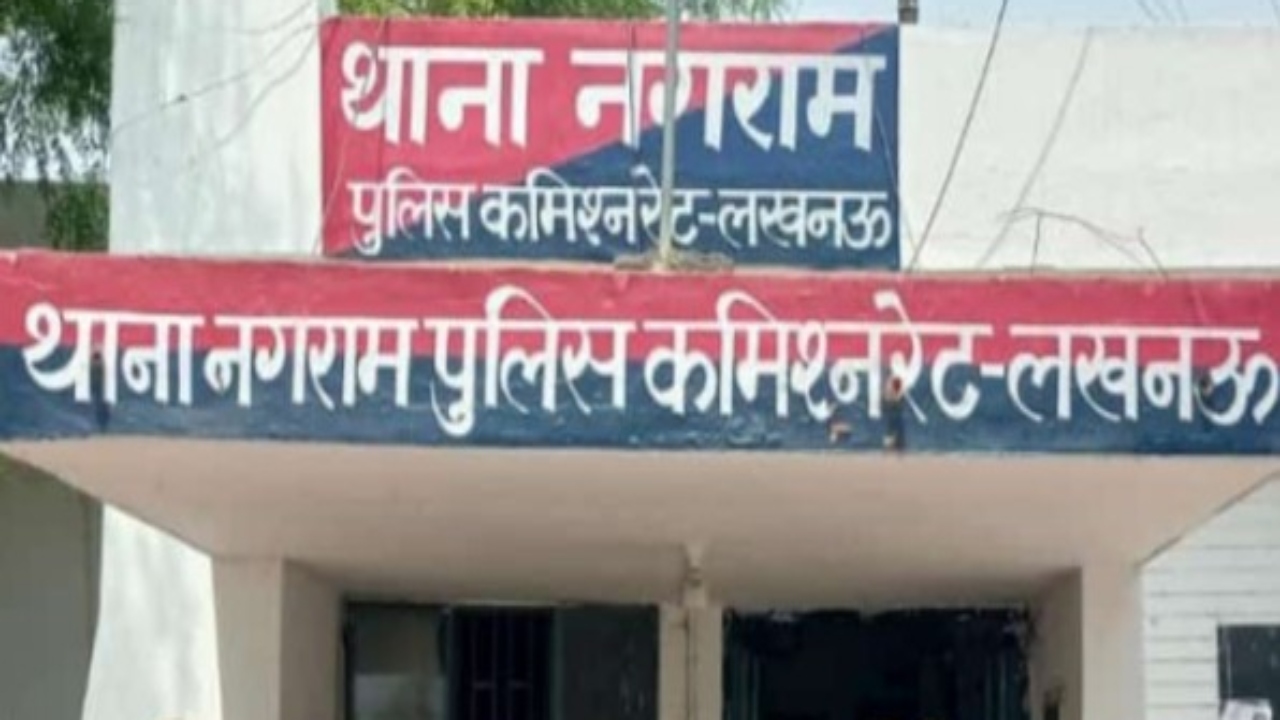 थाना नगराम
पुलिस कमिश्नरेट-लखनऊ
थाना नगराम पुलिस कमिश्नरेट-लखनऊ